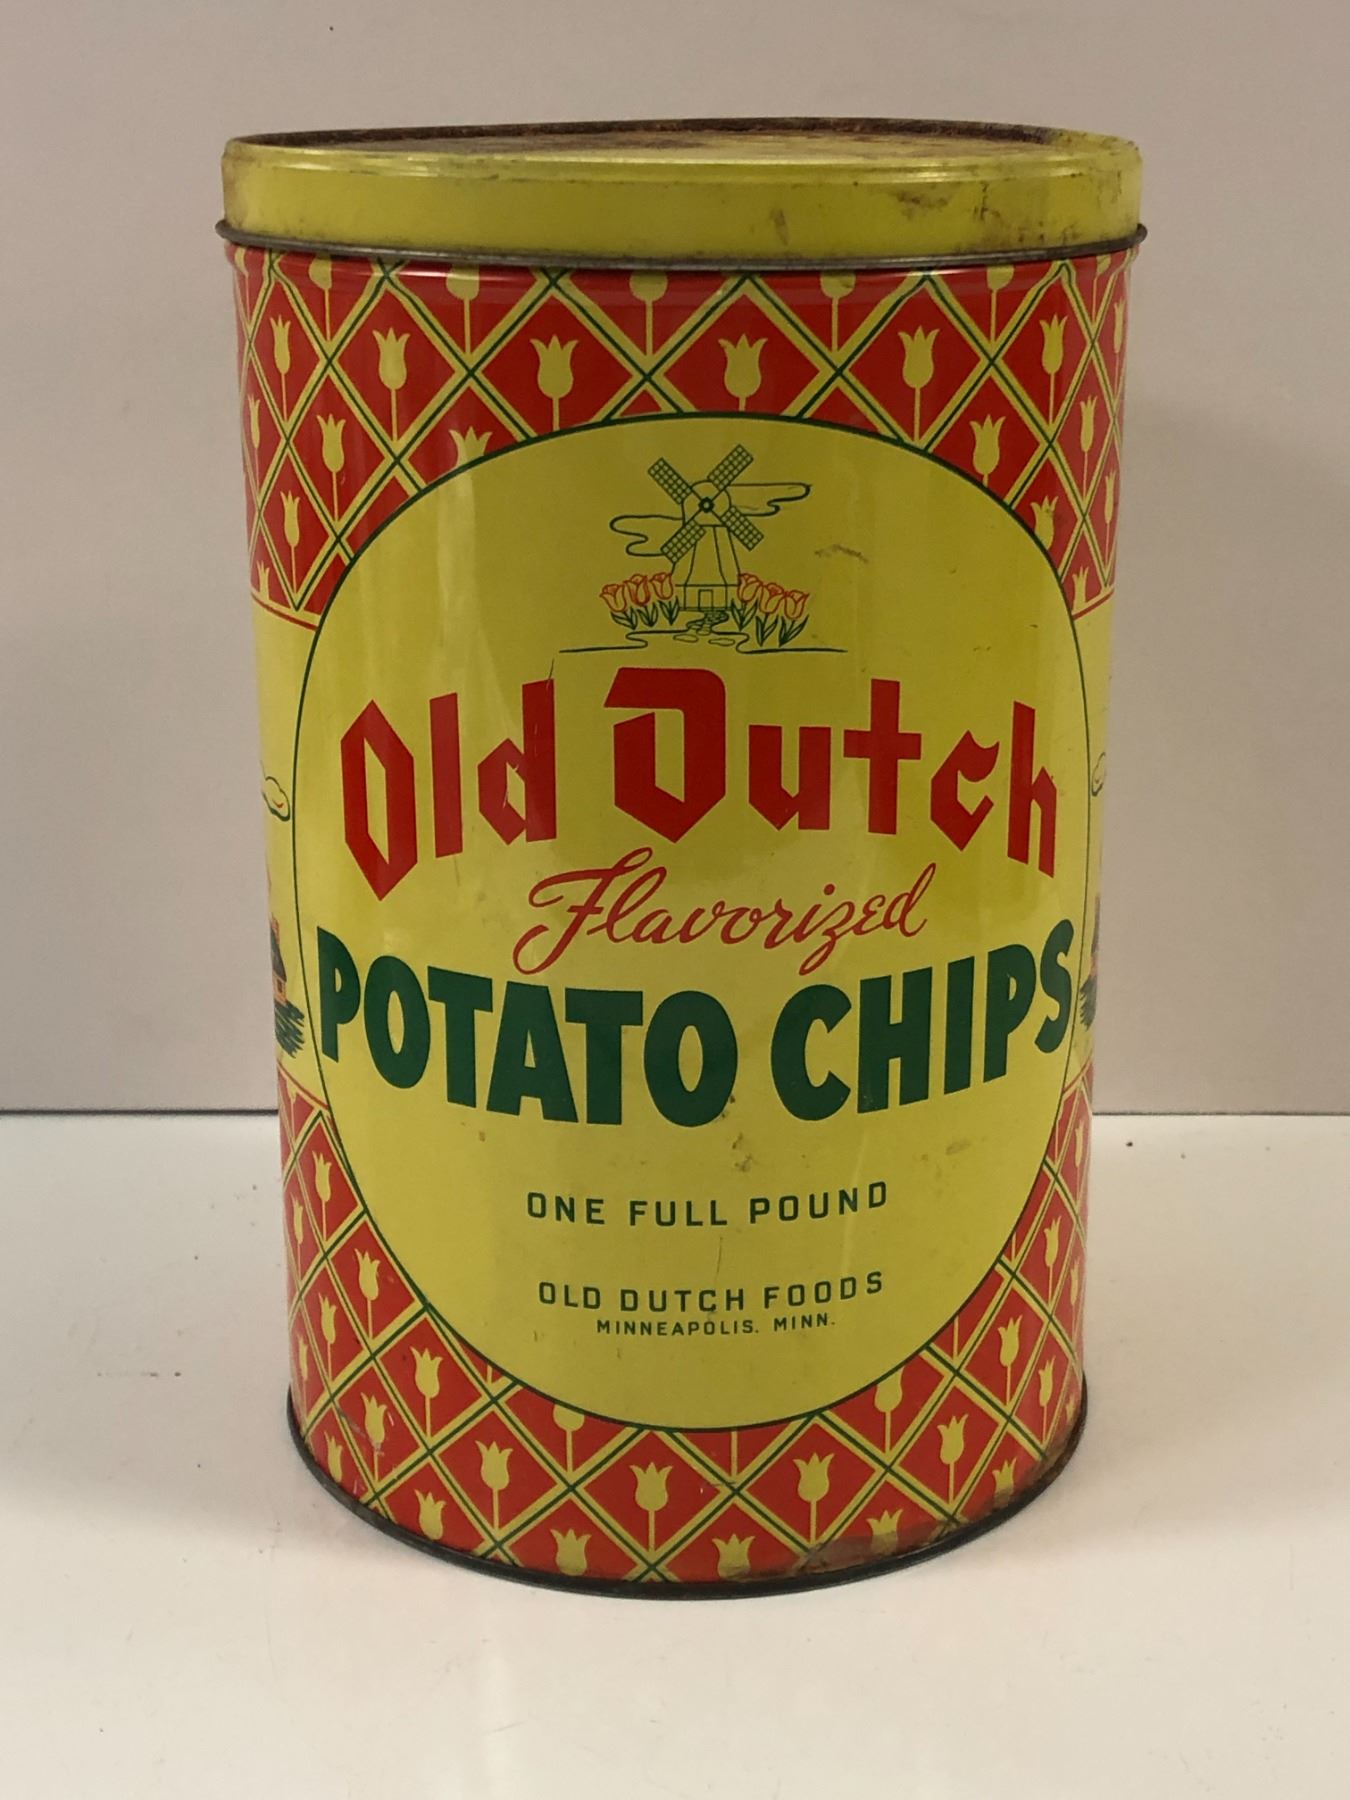 Old Dutch
Flavorized
POTATO CHIPS
ONE FULL POUND
OLD DUTCH FOODS
MINNEAPOLIS. MINN.